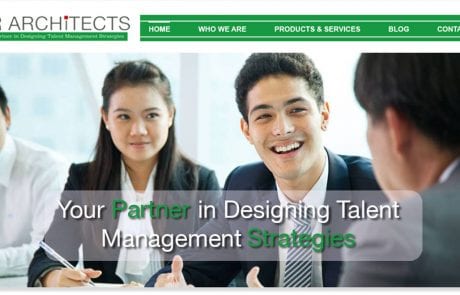 R ARCHiTECTS
Partner in Designing Talent Management Strategies
HOME WHO WE ARE PRODUCTS & SERVICES BLOG CONTA
Your Partner in Designing Talent
Management Strategies